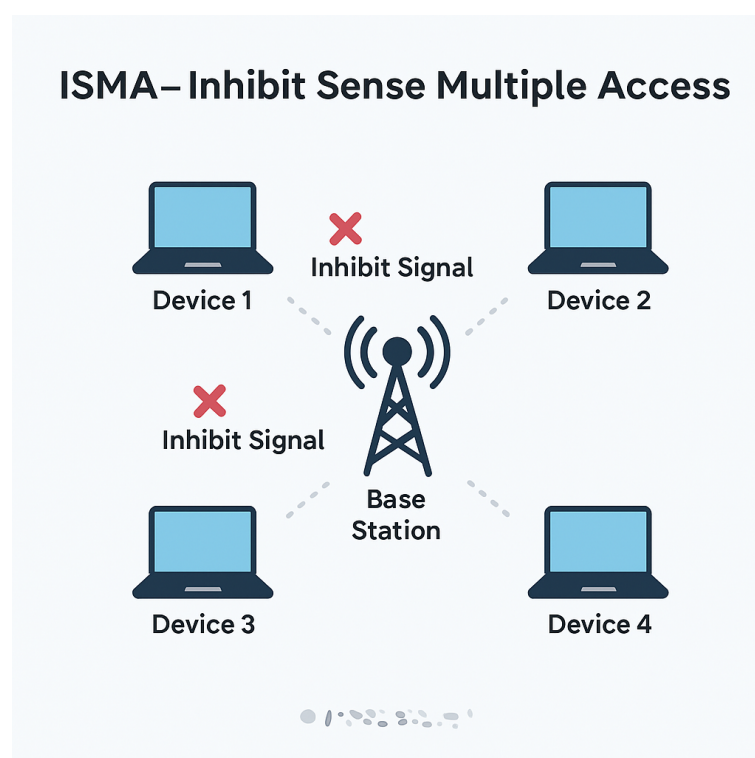 ISMA–Inhibit Sense Multiple Access
Inhibit Signal
Device 1
Device 2
Inhibit Signal
Base
Station
Device 3
Device 4